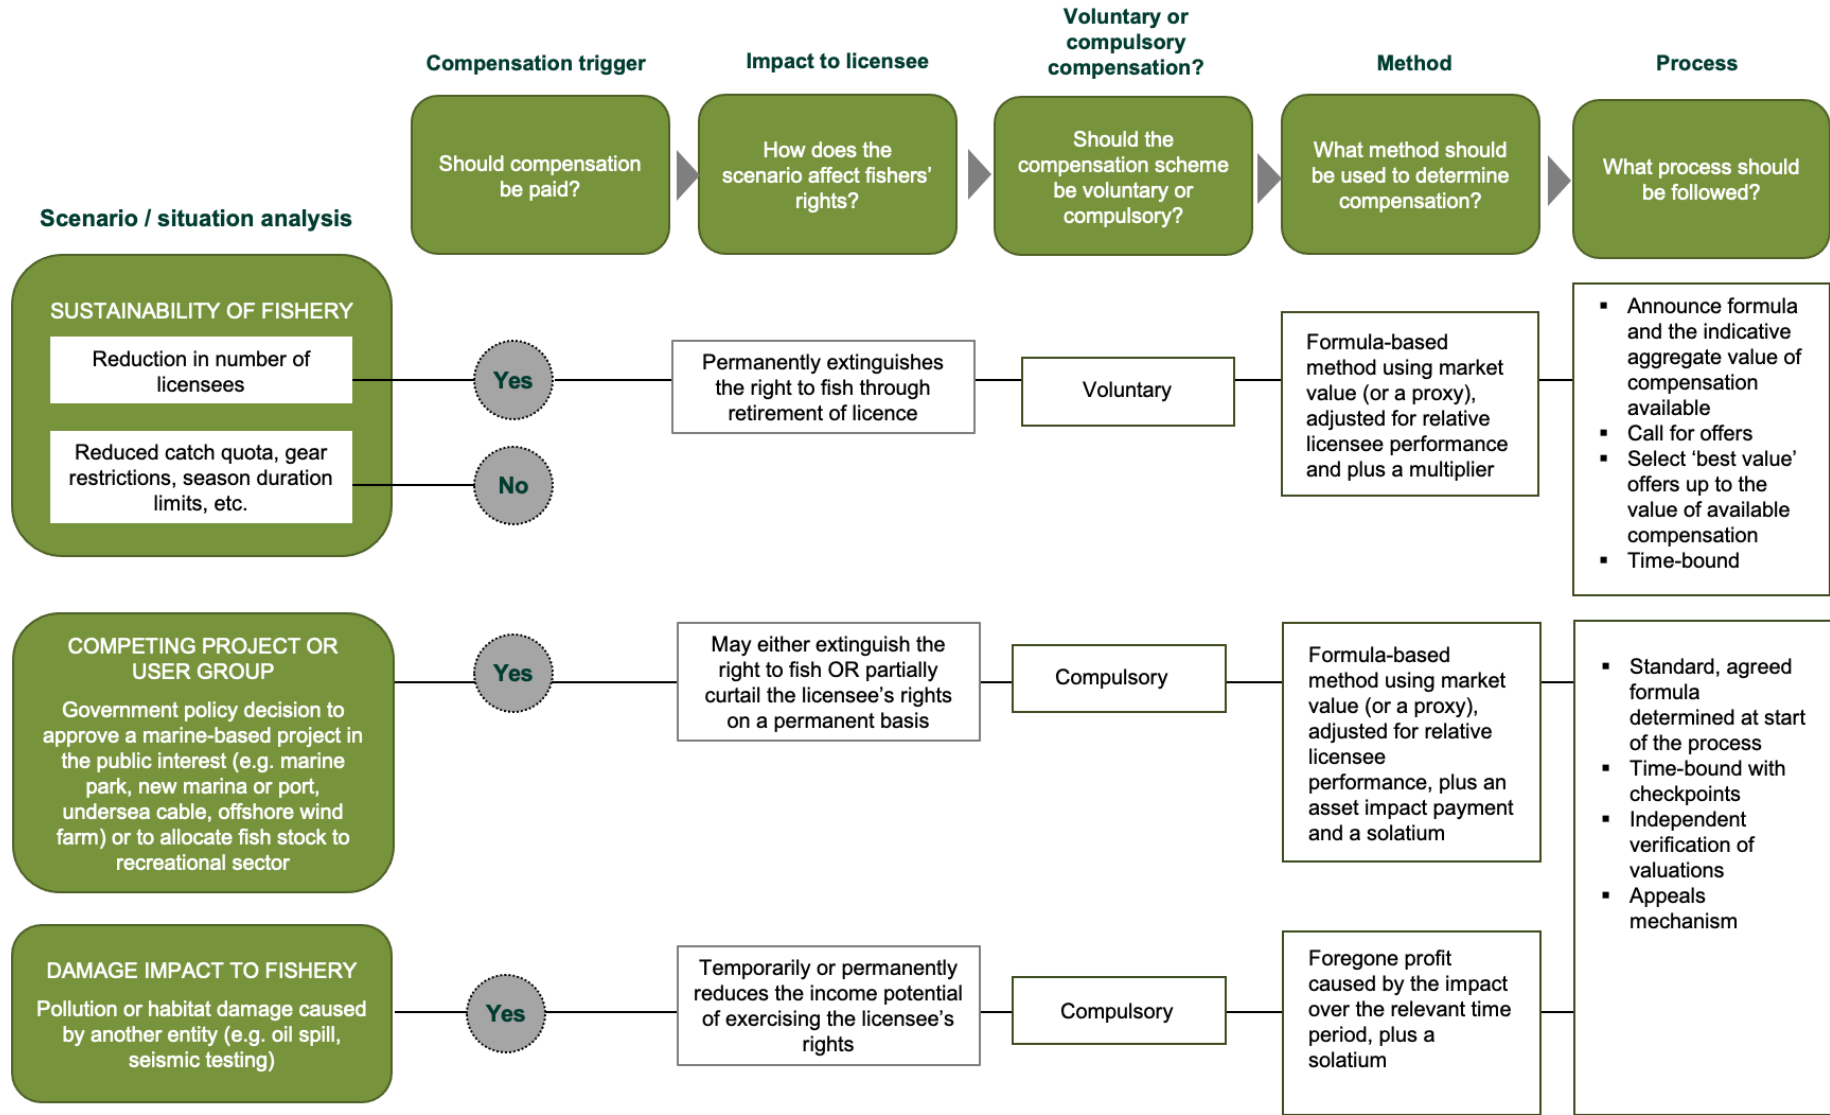 Compensation trigger
Impact to licensee
Voluntary or
compulsory
compensation?
Method
Process
Should compensation
be paid?
How does the
scenario affect fishers’
rights?
Should the
compensation scheme
be voluntary or
compulsory?
What method should
be used to determine
compensation?
What process should
be followed?
Scenario / situation analysis
SUSTAINABILITY OF FISHERY
Reduction in number of
licensees
Yes
Permanently extinguishes
the right to fish through
retirement of licence
Voluntary
Formula-based
method using market
value (or a proxy),
adjusted for relative
licensee performance
and plus a multiplier
▪ Announce formula
and the indicative
aggregate value of
compensation
available
▪ Call for offers
▪ Select ‘best value’
offers up to the
value of available
compensation
▪ Time-bound
Reduced catch quota, gear
restrictions, season duration
limits, etc.
No
COMPETING PROJECT OR
USER GROUP
Government policy decision to
approve a marine-based project in
the public interest (e.g. marine
park, new marina or port,
undersea cable, offshore wind
farm) or to allocate fish stock to
recreational sector
Yes
May either extinguish the
right to fish OR partially
curtail the licensee’s rights
on a permanent basis
Compulsory
Formula-based
method using market
value (or a proxy),
adjusted for relative
licensee
performance, plus an
asset impact payment
and a solatium
▪ Standard, agreed
formula
determined at start
of the process
▪ Time-bound with
checkpoints
▪ Independent
verification of
valuations
▪ Appeals
mechanism
DAMAGE IMPACT TO FISHERY
Pollution or habitat damage caused
by another entity (e.g. oil spill,
seismic testing)
Yes
Temporarily or permanently
reduces the income potential
of exercising the licensee’s
rights
Compulsory
Foregone profit
caused by the impact
over the relevant time
period, plus a
solatium